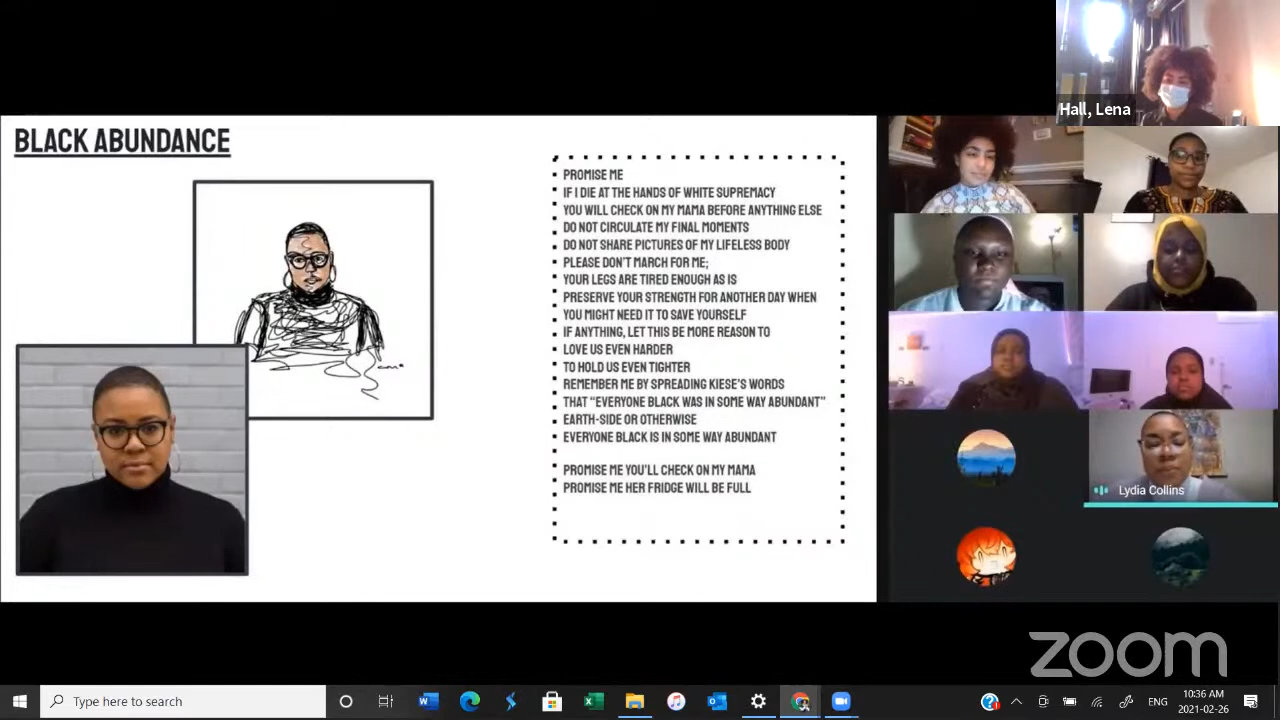 Hall, Lena
BLACK ABUNDANCE
PROMISE ME
IF I DIE AT THE HANDS OF WHITE SUPREMACY
YOU WILL CHECK ON MY MAMA BEFORE ANYTHING ELSE
DO NOT CIRCULATE MY FINAL MOMENTS
DO NOT SHARE PICTURES OF MY LIFELESS BODY
PLEASE DON'T MARCH FOR ME;
YOUR LEGS ARE TIRED ENOUGH AS IS
PRESERVE YOUR STRENGTH FOR ANOTHER DAY WHEN
YOU MIGHT NEED IT TO SAVE YOURSELF
IF ANYTHING, LET THIS BE MORE REASON TO
LOVE US EVEN HARDER
TO HOLD US EVEN TIGHTER
REMEMBER ME BY SPREADING KIESE'S WORDS
THAT “EVERYONE BLACK WAS IN SOME WAY ABUNDANT”
EARTH-SIDE OR OTHERWISE
EVERYONE BLACK IS IN SOME WAY ABUNDANT
PROMISE ME YOU'LL CHECK ON MY MAMA
PROMISE ME HER FRIDGE WILL BE FULL
Lydia Collins
zoom
Type here to search
ENG
10:36 AM
2021-02-26